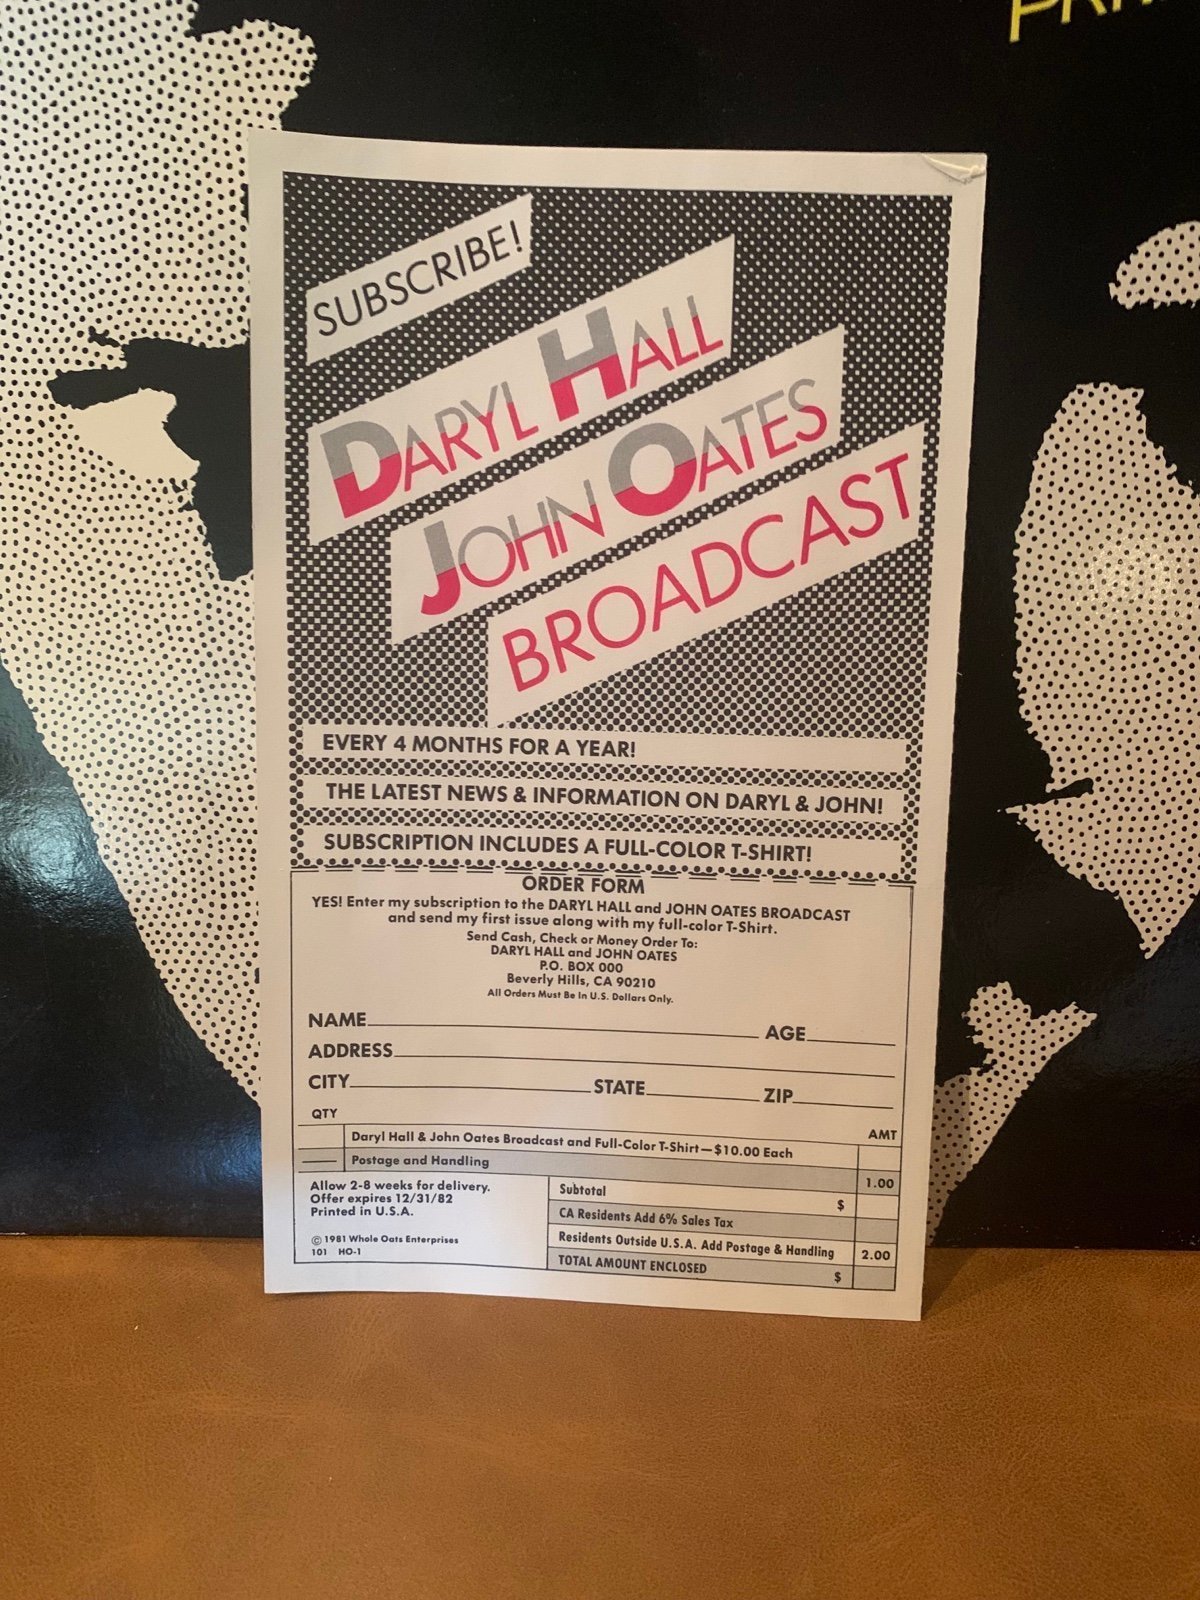 SUBSCRIBE!
DARYL HALL
JOHN OATES
BROADCAST
EVERY 4 MONTHS FOR A YEAR!
THE LATEST NEWS & INFORMATION ON DARYL & JOHN!
SUBSCRIPTION INCLUDES A FULL-COLOR T-SHIRT!
ORDER FORM
YES! Enter my subscription to the DARYL HALL and JOHN OATES BROADCAST
and send my first issue along with my full-color T-Shirt.
Send Cash, Check or Money Order To:
DARYL HALL and JOHN OATES
P.O. BOX 000
Beverly Hills, CA 90210
All Orders Must Be In U.S. Dollars Only.
NAME AGE
ADDRESS
CITY STATE ZIP
QTY AMT
Daryl Hall & John Oates Broadcast and Full-Color T-Shirt—$10.00 Each
Postage and Handling 1.00
Allow 2-8 weeks for delivery.
Offer expires 12/31/82
Printed in U.S.A.
© 1981 Whole Oats Enterprises
101 HO-1
Subtotal $
CA Residents Add 6% Sales Tax
Residents Outside U.S.A. Add Postage & Handling 2.00
TOTAL AMOUNT ENCLOSED $